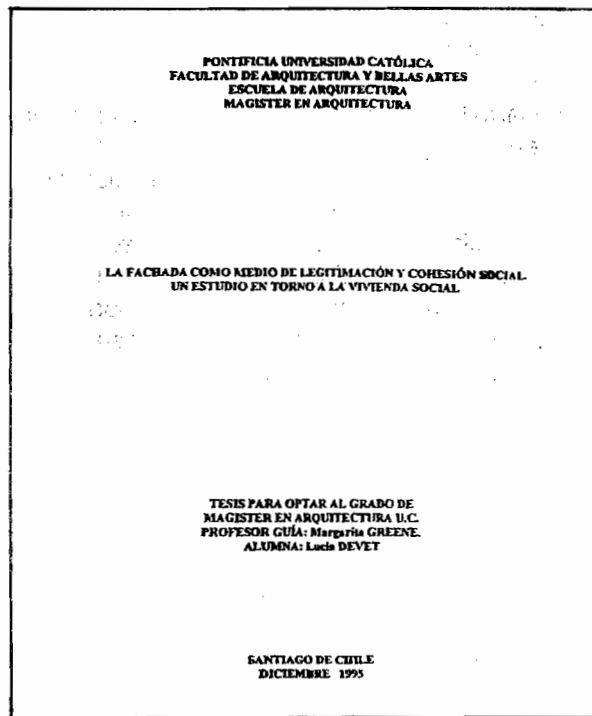 PONTIFICIA UNIVERSIDAD CATÓLICA
FACULTAD DE ARQUITECTURA Y BELLAS ARTES
ESCUELA DE ARQUITECTURA
MAGISTER EN ARQUITECTURA
LA FACHADA COMO MEDIO DE LEGITIMACIÓN Y COHESIÓN SOCIAL.
UN ESTUDIO EN TORNO A LA VIVIENDA SOCIAL
TESIS PARA OPTAR AL GRADO DE
MAGISTER EN ARQUITECTURA U.C.
PROFESOR GUÍA: Margarita GREENE.
ALUMNA: Lucia DEVET
SANTIAGO DE CHILE
DICIEMBRE 1995